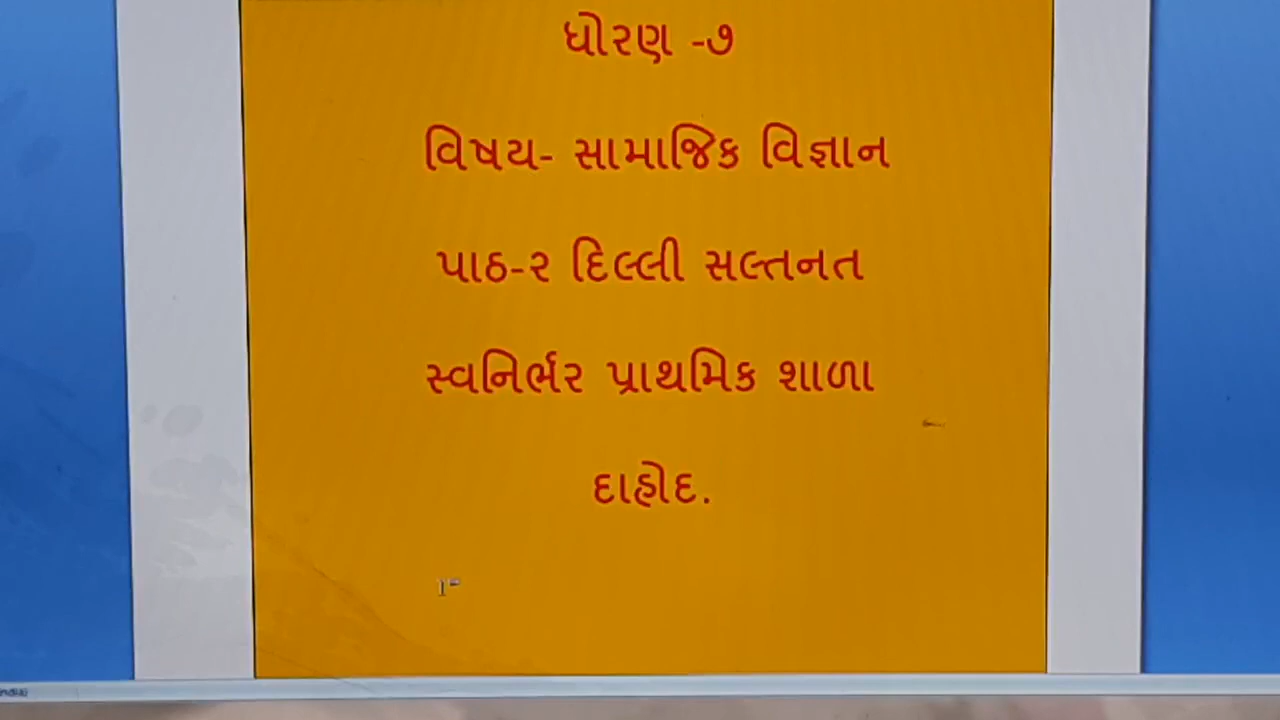 ધોરણ -૭
વિષય- સામાજિક વિજ્ઞાન
પાઠ-૨ દિલ્લી સલ્તનત
સ્વનિર્ભર પ્રાથમિક શાળા
દાહોદ.